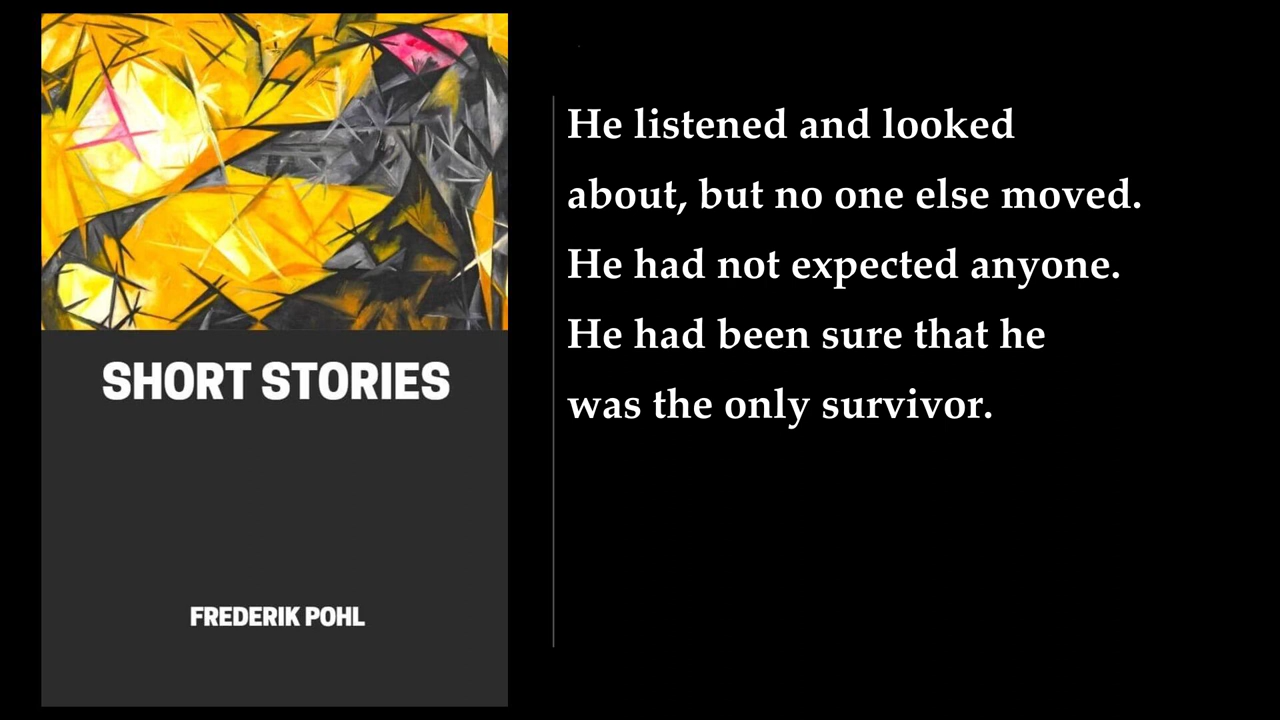 SHORT STORIES
FREDERIK POHL
He listened and looked
about, but no one else moved.
He had not expected anyone.
He had been sure that he
was the only survivor.